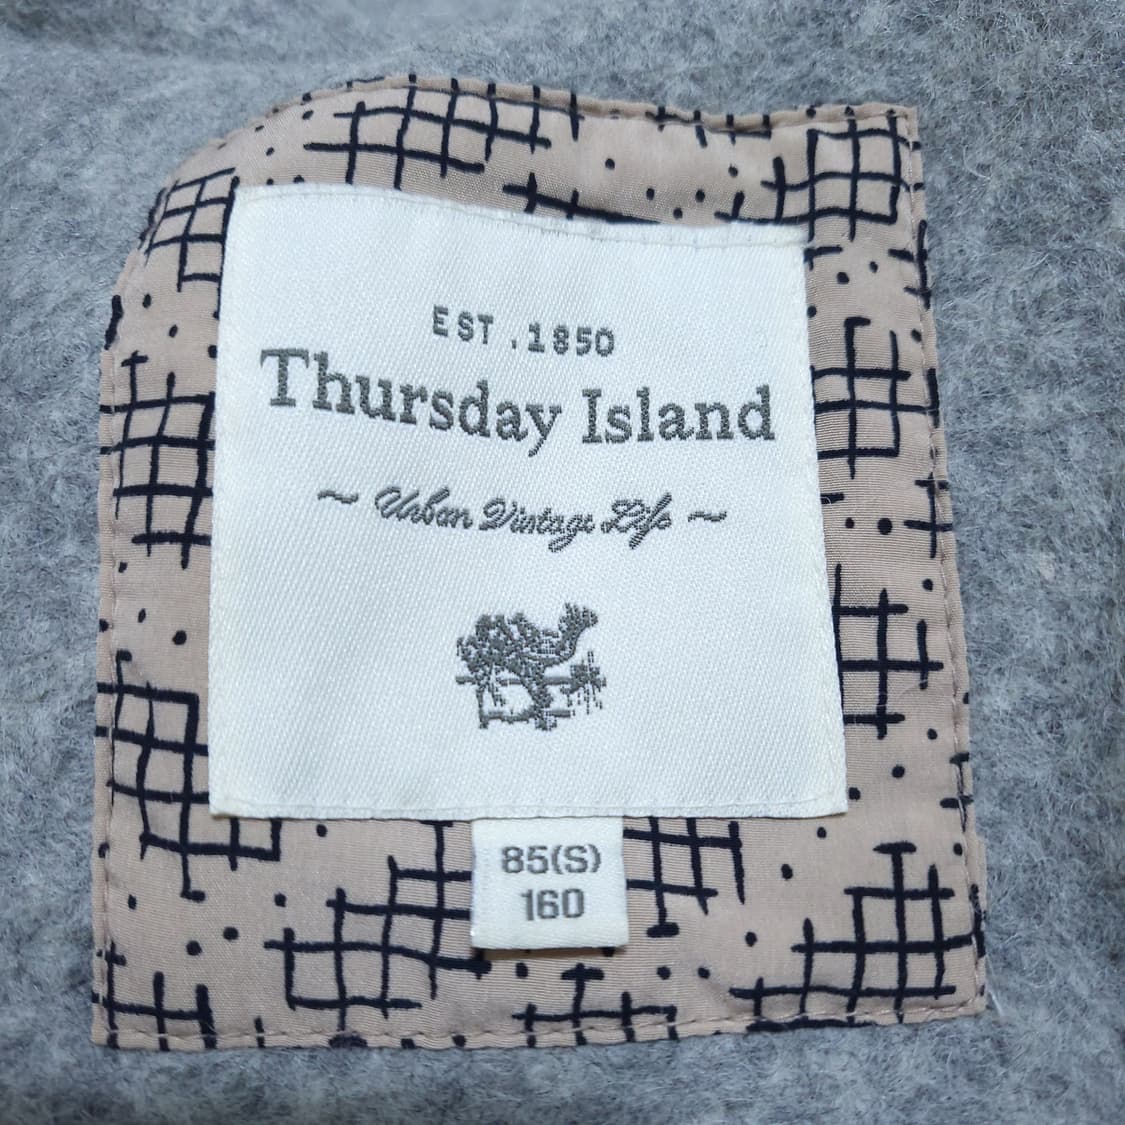 EST .1850
Thursday Island
~ Urban Vintage Life ~
85(S)
160